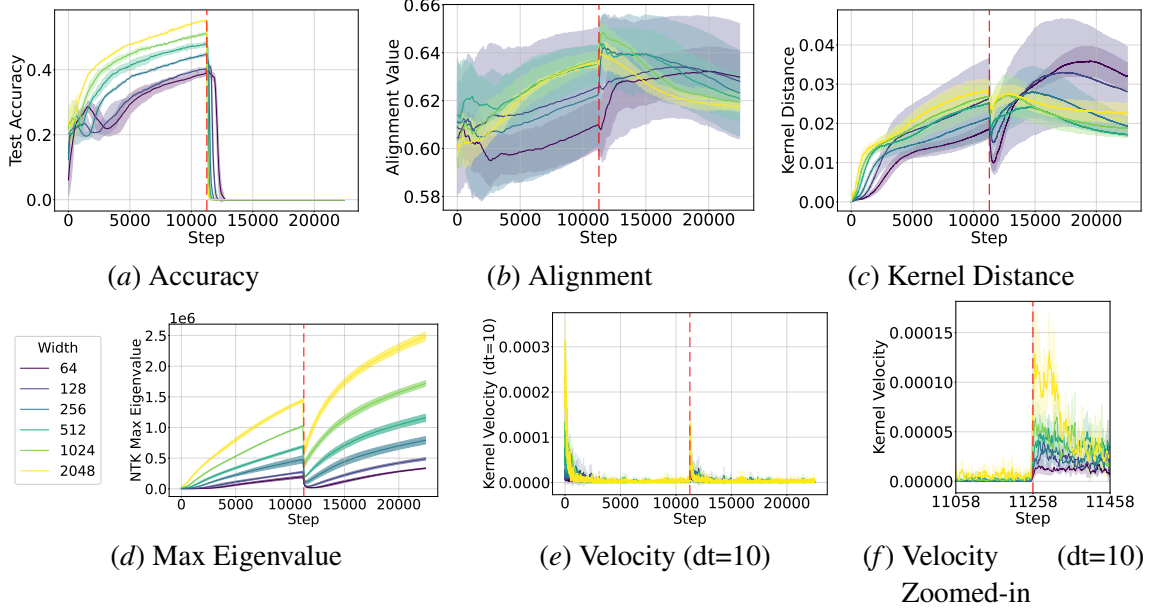 Test Accuracy
0.4
0.2
0.0
0 5000 10000 15000 20000
Step
(a) Accuracy
Alignment Value
0.66
0.64
0.62
0.60
0.58
0 5000 10000 15000 20000
Step
(b) Alignment
Kernel Distance
0.04
0.03
0.02
0.01
0.00
0 5000 10000 15000 20000
Step
(c) Kernel Distance
Width
64
128
256
512
1024
2048
1e6
NTK Max Eigenvalue
2.5
2.0
1.5
1.0
0.5
0.0
0 5000 10000 15000 20000
Step
(d) Max Eigenvalue
Kernel Velocity (dt=10)
0.0003
0.0002
0.0001
0.0000
0 5000 10000 15000 20000
Step
(e) Velocity (dt=10)
Kernel Velocity
0.00015
0.00010
0.00005
0.00000
11058 11258 11458
Step
(f) Velocity (dt=10)
Zoomed-in